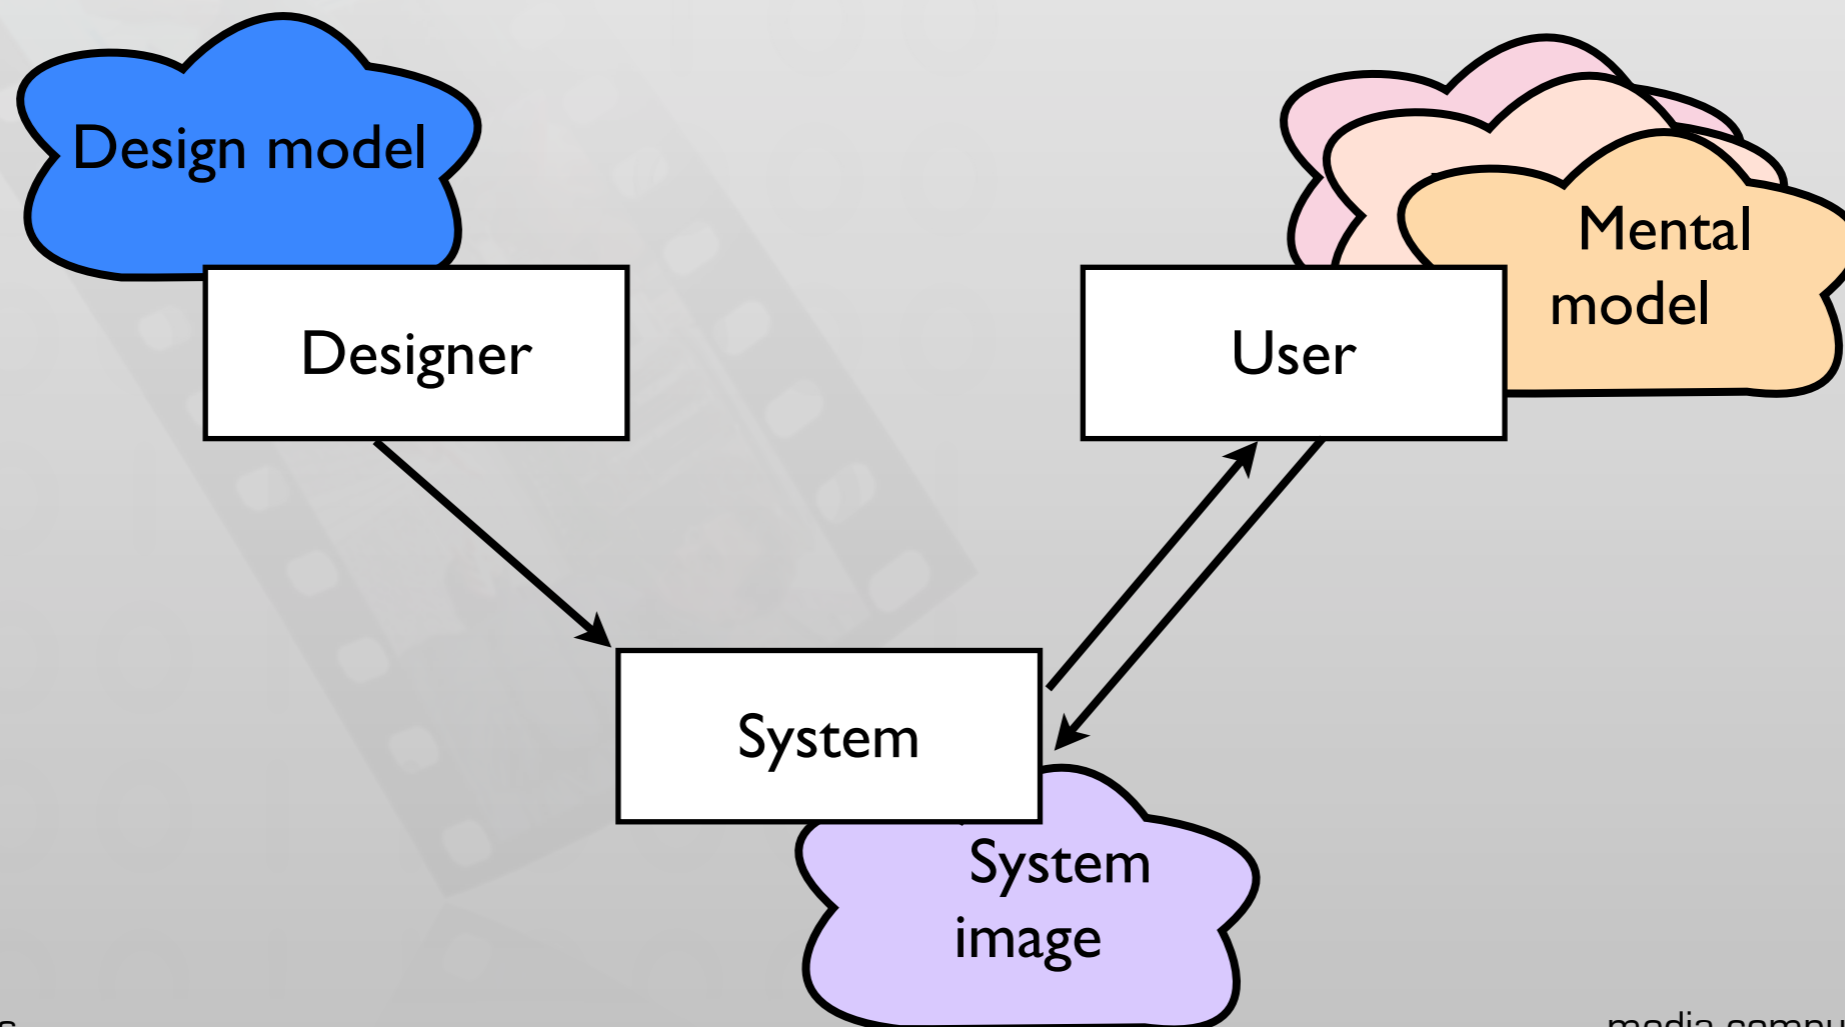 Design model
Mental
model
Designer
User
System
System
image